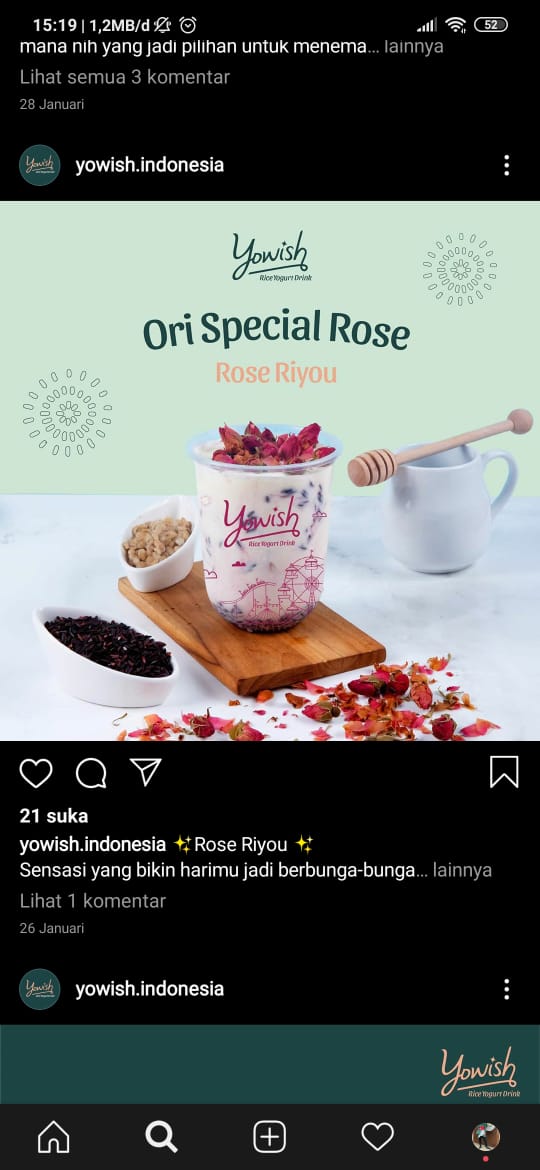 15:19 | 1,2MB/d
52
mana nih yang jadi pilihan untuk menema... lainnya
Lihat semua 3 komentar
28 Januari
Yowish
yowish.indonesia
Yowish
Rice Yogurt Drink
Ori Special Rose
Rose Riyou
Yowish
Rice Yogurt Drink
21 suka
yowish.indonesia ✨Rose Riyou ✨
Sensasi yang bikin harimu jadi berbunga-bunga... lainnya
Lihat 1 komentar
26 Januari
Yowish
yowish.indonesia
Yowish
Rice Yogurt Drink